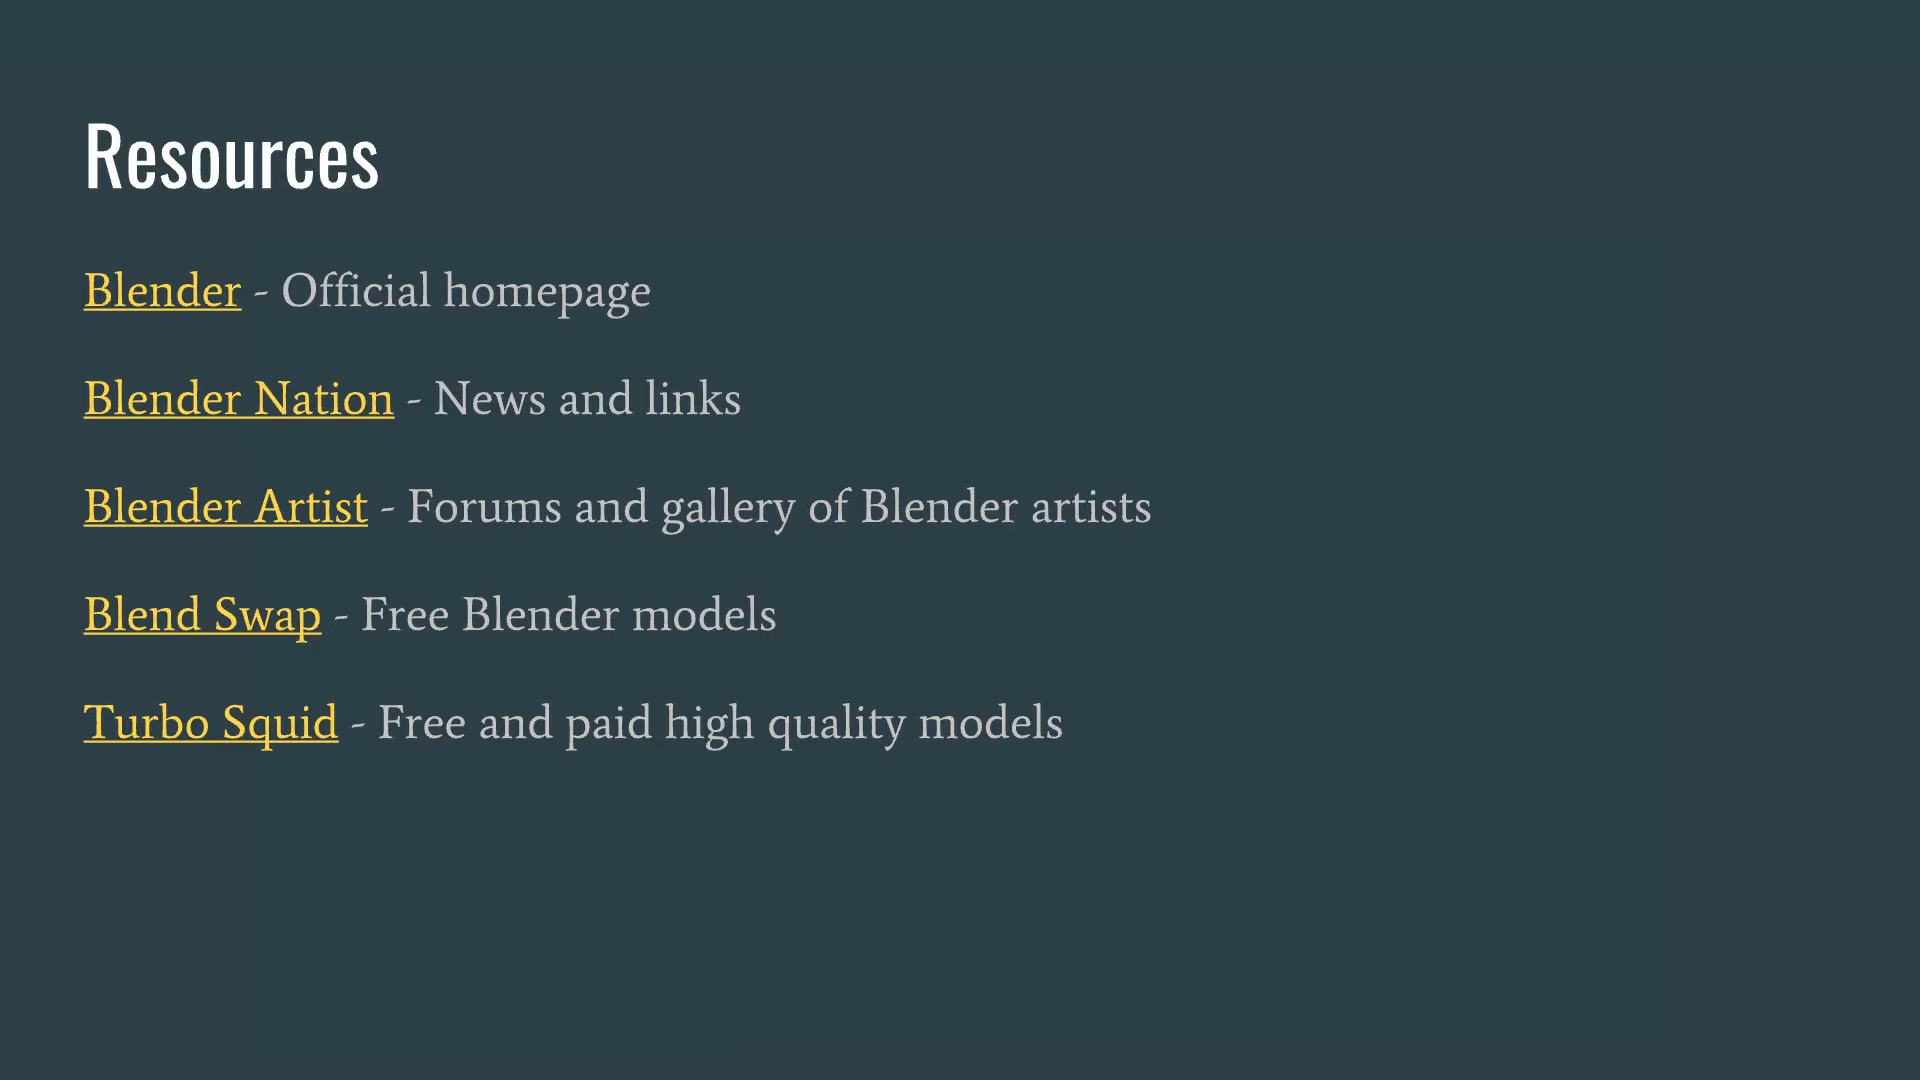 Resources
Blender - Official homepage
Blender Nation - News and links
Blender Artist - Forums and gallery of Blender artists
Blend Swap - Free Blender models
Turbo Squid - Free and paid high quality models